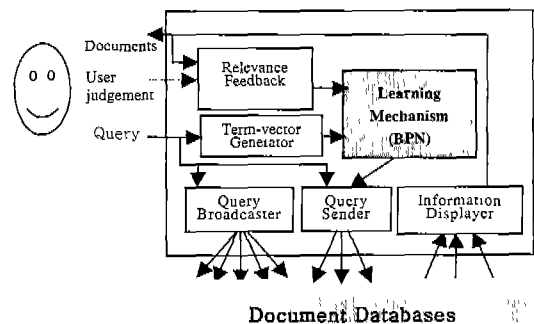 Documents
User
judgement
Query
Relevance
Feedback
Term-vector
Generator
Learning
Mechanism
(BPN)
Query
Broadcaster
Query
Sender
Information
Displayer
Document Databases